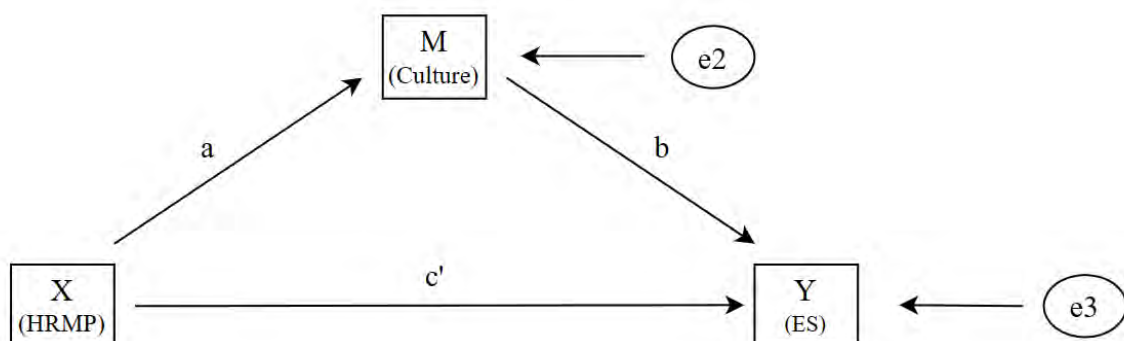 M
(Culture)
e2
a
b
c'
X
(HRMP)
Y
(ES)
e3